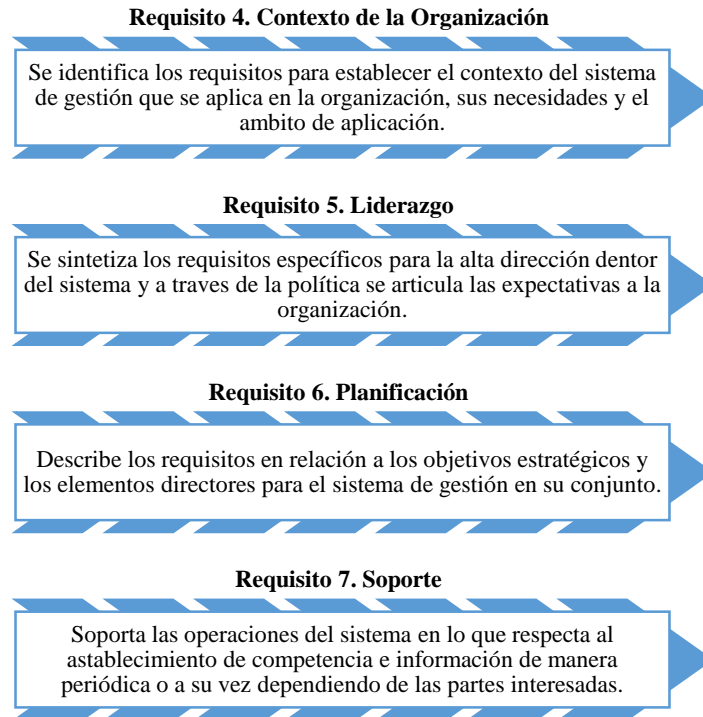 Requisito 4. Contexto de la Organización
Se identifica los requisitos para establecer el contexto del sistema
de gestión que se aplica en la organización, sus necesidades y el
ambito de aplicación.
Requisito 5. Liderazgo
Se sintetiza los requisitos específicos para la alta dirección dentor
del sistema y a traves de la política se articula las expectativas a la
organización.
Requisito 6. Planificación
Describe los requisitos en relación a los objetivos estratégicos y
los elementos directores para el sistema de gestión en su conjunto.
Requisito 7. Soporte
Soporta las operaciones del sistema en lo que respecta al
astablecimiento de competencia e información de manera
periódica o a su vez dependiendo de las partes interesadas.